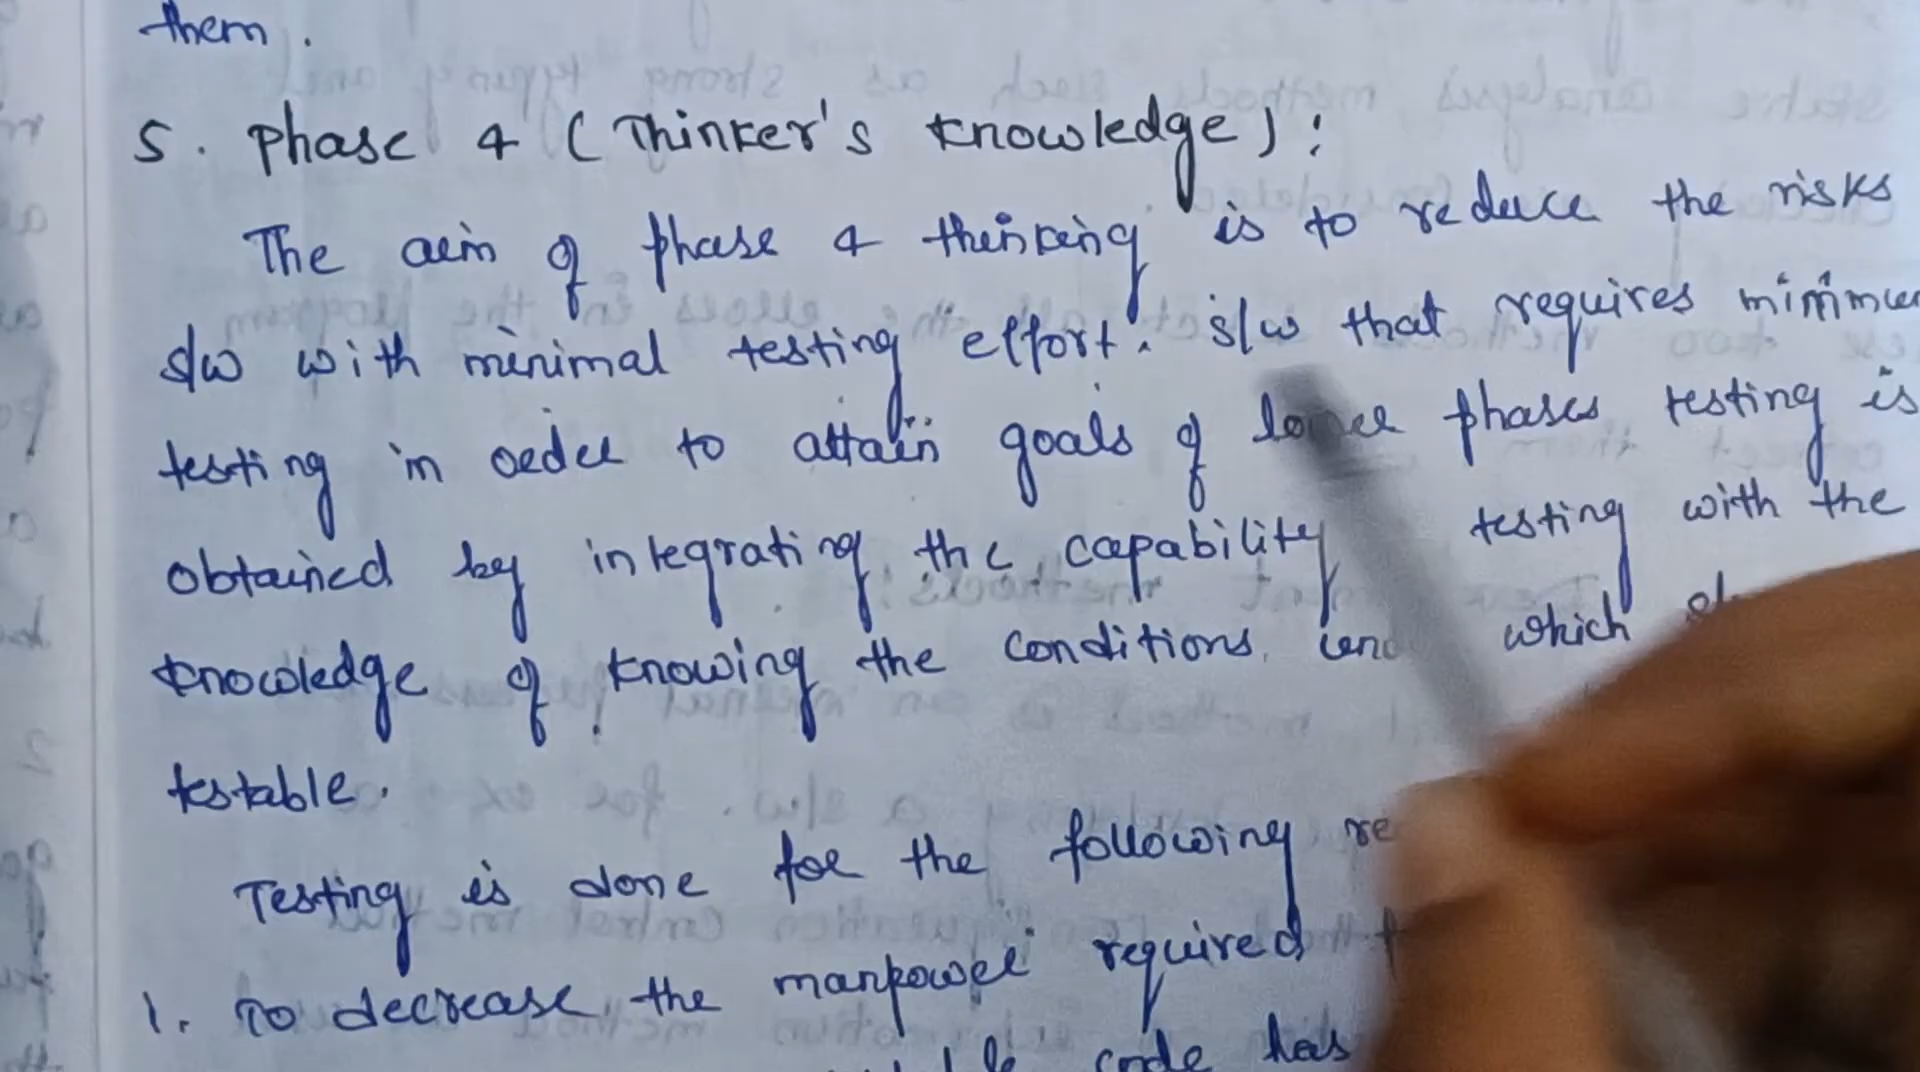 them.
5. Phase 4 (Thinker's Knowledge):
The aim of phase 4 thinking is to reduce the risks
s/w with minimal testing effort. s/w that requires
testing in order to attain goals of lower phases testing is
obtained by integrating the capability testing with the
knowledge of knowing the conditions which
testable.
Testing is done for the following
1. To decrease the manpower required
code has